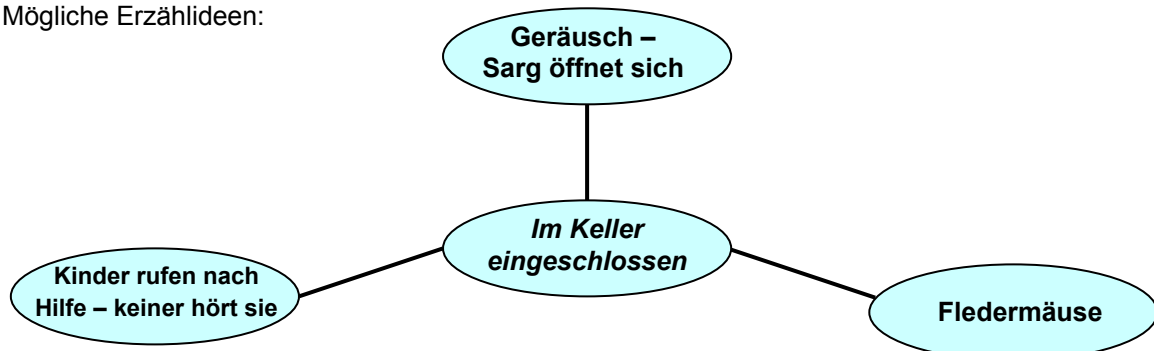 Mögliche Erzählideen:
Geräusch –
Sarg öffnet sich
Im Keller
eingeschlossen
Kinder rufen nach
Hilfe – keiner hört sie
Fledermäuse